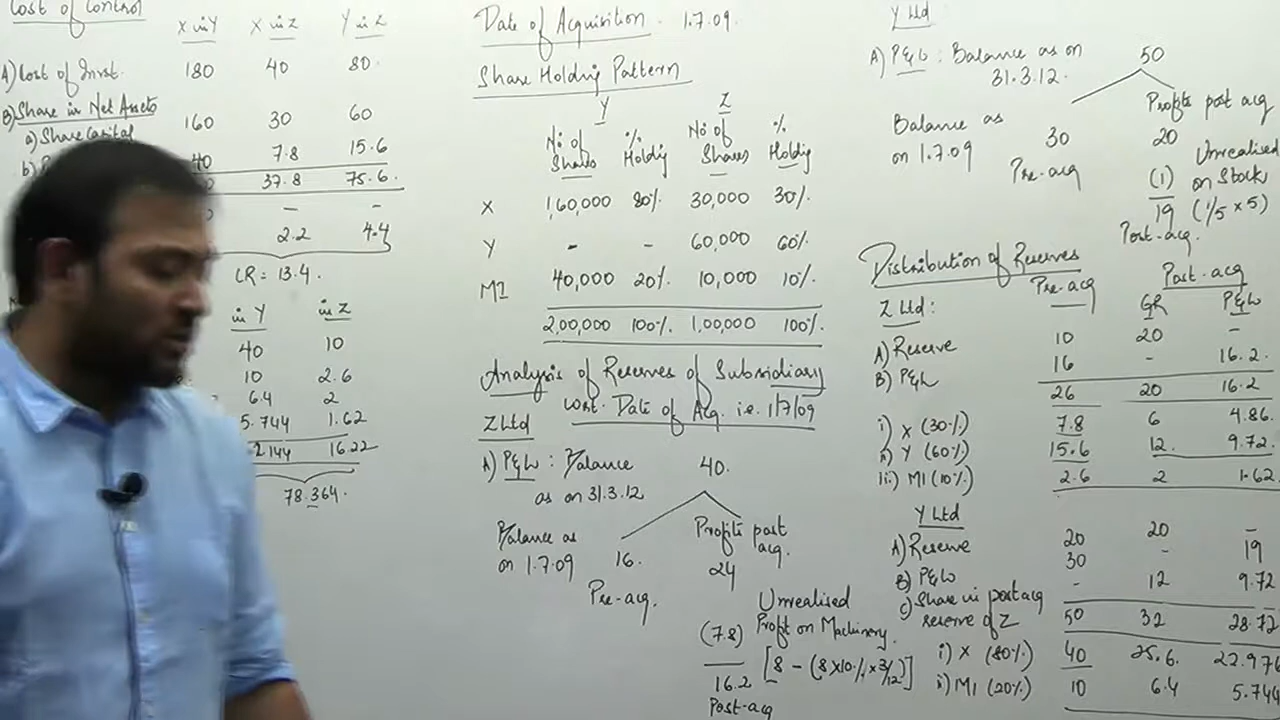 Cost of Control
X in Y X in Z Y in Z
A) Cost of Invst. 180 40 80
B) Share in Net Assets
a) Share Capital 160 30 60
b) 40 7.8 15.6
37.8 75.6
- -
2.2 4.4
CR = 13.4
in Y in Z
40 10
10 2.6
6.4 2
5.744 1.62
2.144 16.22
78.364
Date of Acquisition 1.7.09
Share Holding Pattern
Y Z
No of Shares % Holdig No of Shares % Holdig
X 1,60,000 80% 30,000 30%
Y - - 60,000 60%
MI 40,000 20% 10,000 10%
2,00,000 100% 1,00,000 100%
Analysis of Reserves of Subsidiary
w.r.t. Date of Acq. i.e. 1/7/09
Z Ltd
A) P&L : Balance 40
as on 31.3.12
Balance as on 1.7.09 16. Profits post acq. 24
Pre-acq.
(7.8) Unrealised Profit on Machinery.
[8 - (8x10%x3/12)]
16.2
Post-acq
Y Ltd
A) P&L : Balance as on 50
31.3.12.
Balance as on 1.7.09 30 Profits post acq 20
Pre-acq
(1) Unrealised on Stock
19 (1/5 x 5)
Post-acq.
Distribution of Reserves
Pre-acq Post-acq
Z Ltd: GR P&L
A) Reserve 10 20 -
B) P&L 16 - 16.2.
26 20 16.2
i) X (30%) 7.8 6 4.86.
ii) Y (60%) 15.6 12. 9.72.
iii) MI (10%) 2.6 2 1.62
Y Ltd
A) Reserve 20 20 -
B) P&L 30 - 19
C) Share in post acq reserve of Z - 12 9.72
50 32 28.72
i) X (80%) 40 25.6. 22.976
ii) MI (20%) 10 6.4 5.744